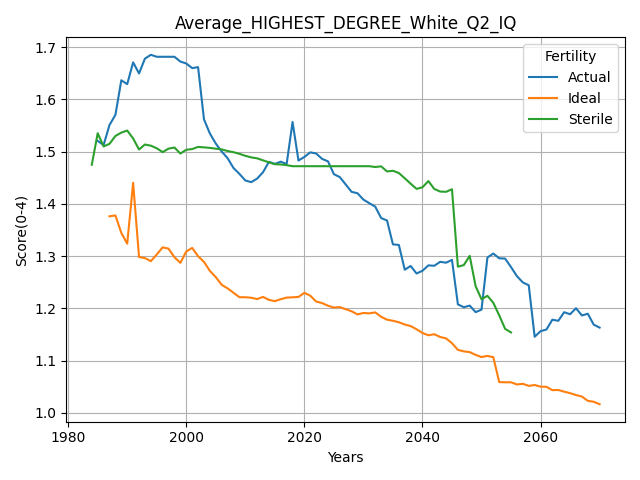 Average_HIGHEST_DEGREE_White_Q2_IQ
Fertility
Actual
Ideal
Sterile
Score(0-4)
1.7
1.6
1.5
1.4
1.3
1.2
1.1
1.0
1980
2000
2020
2040
2060
Years